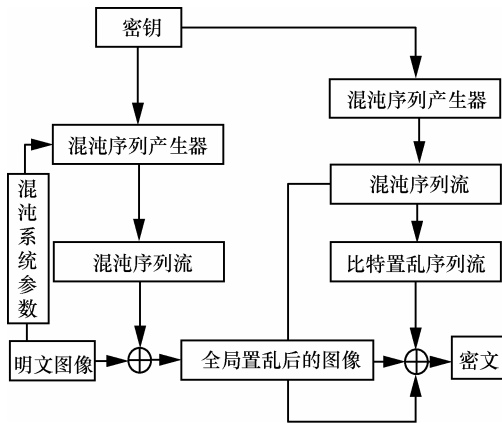 密钥
混沌序列产生器
混沌序列产生器
混沌系统参数
混沌序列流
混沌序列流
比特置乱序列流
明文图像
全局置乱后的图像
密文